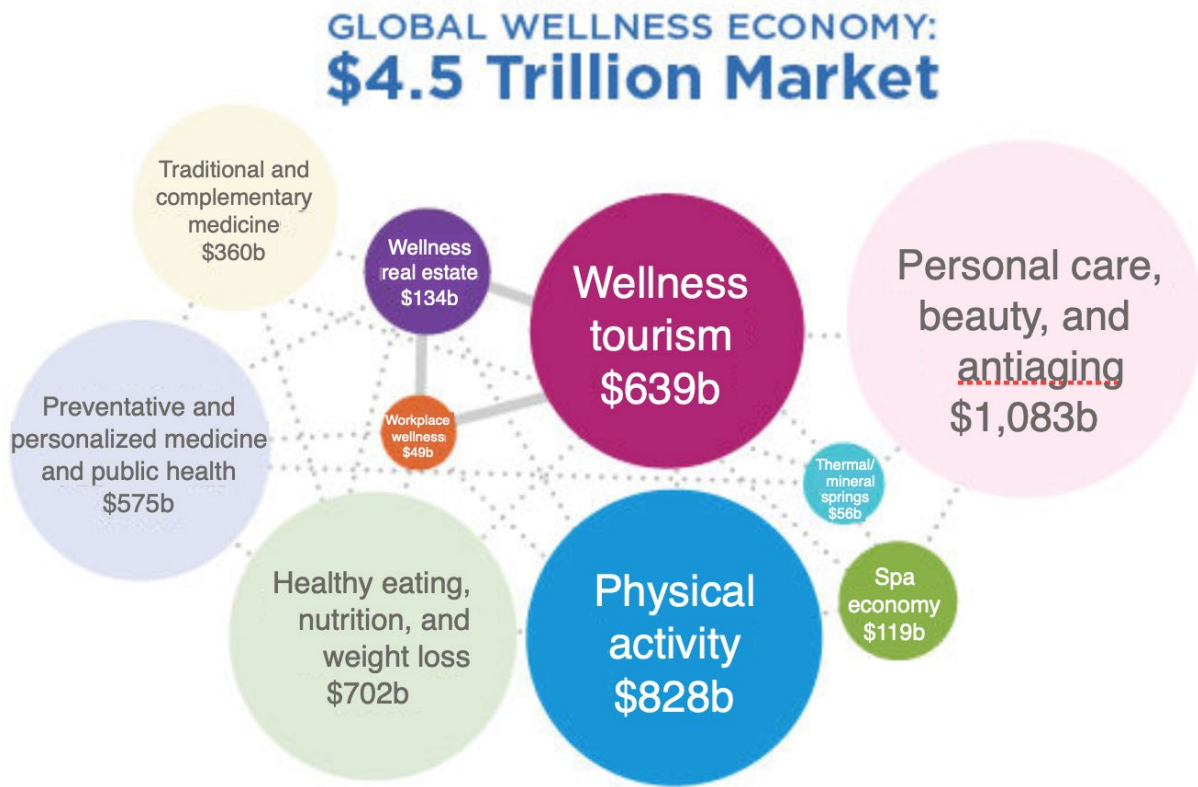 GLOBAL WELLNESS ECONOMY:
$4.5 Trillion Market
Traditional and
complementary
medicine
$360b
Wellness
real estate
$134b
Wellness
tourism
$639b
Personal care,
beauty, and
antiaging
$1,083b
Preventative and
personalized medicine
and public health
$575b
Workplace
wellness
$49b
Thermal/
mineral
springs
$56b
Healthy eating,
nutrition, and
weight loss
$702b
Physical
activity
$828b
Spa
economy
$119b